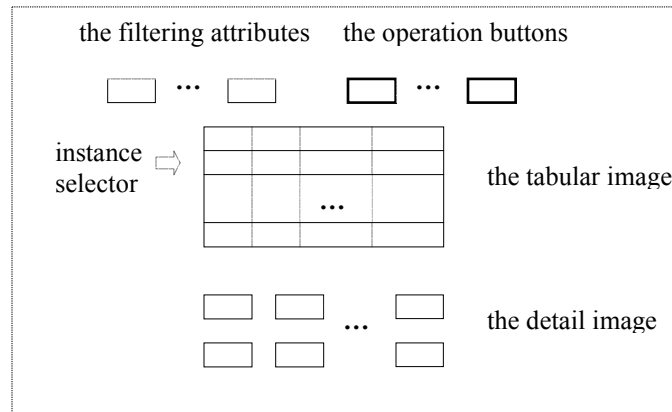 the filtering attributes the operation buttons
... ...
instance
selector
the tabular image
...
...
the detail image